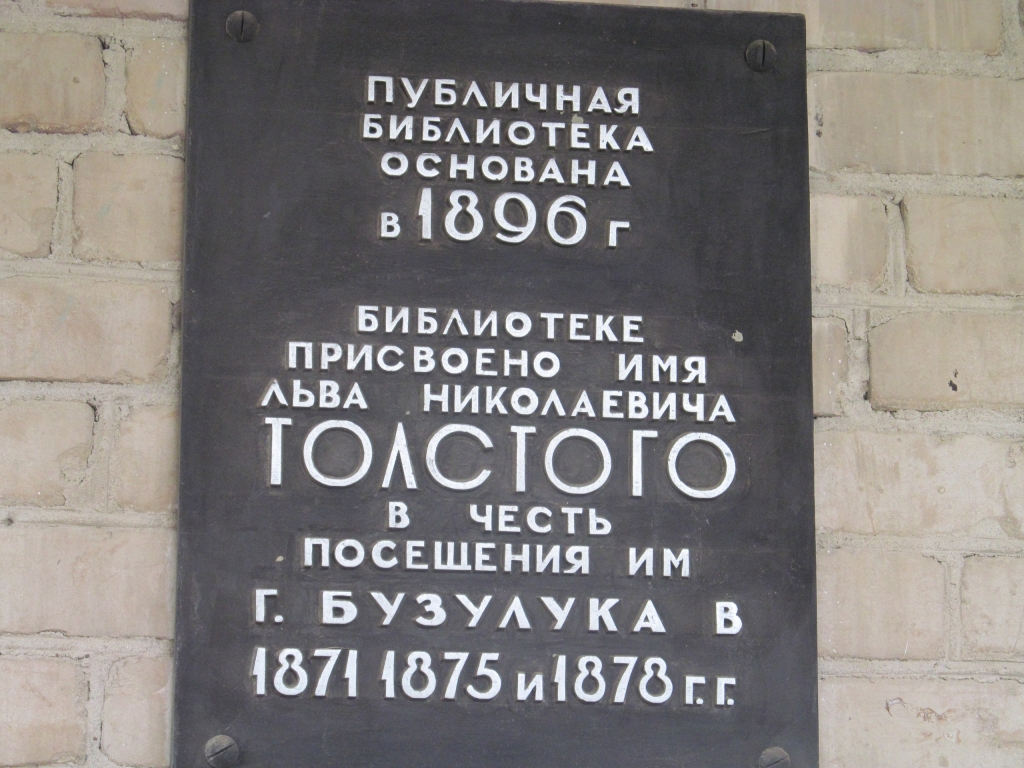 ПУБЛИЧНАЯ
БИБЛИОТЕКА
ОСНОВАНА
В 1896 Г
БИБЛИОТЕКЕ
ПРИСВОЕНО ИМЯ
ЛЬВА НИКОЛАЕВИЧА
ТОЛСТОГО
В ЧЕСТЬ
ПОСЕЩЕНИЯ ИМ
Г. БУЗУЛУКА В
1871 1875 и 1878 Г.Г.